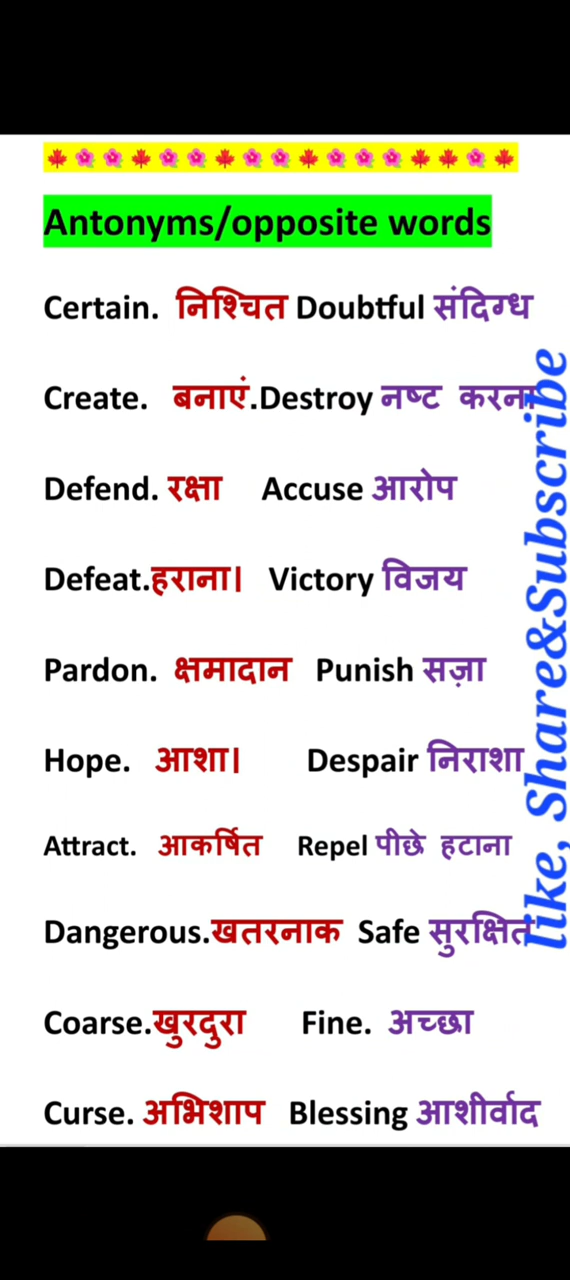 Antonyms/opposite words
Certain. निश्चित Doubtful संदिग्ध
Create. बनाएं.Destroy नष्ट करना
Defend. रक्षा Accuse आरोप
Defeat.हराना। Victory विजय
Pardon. क्षमादान Punish सज़ा
Hope. आशा। Despair निराशा
Attract. आकर्षित Repel पीछे हटाना
Dangerous.खतरनाक Safe सुरक्षित
Coarse.खुरदुरा Fine. अच्छा
Curse. अभिशाप Blessing आशीर्वाद
like, Share&Subscribe